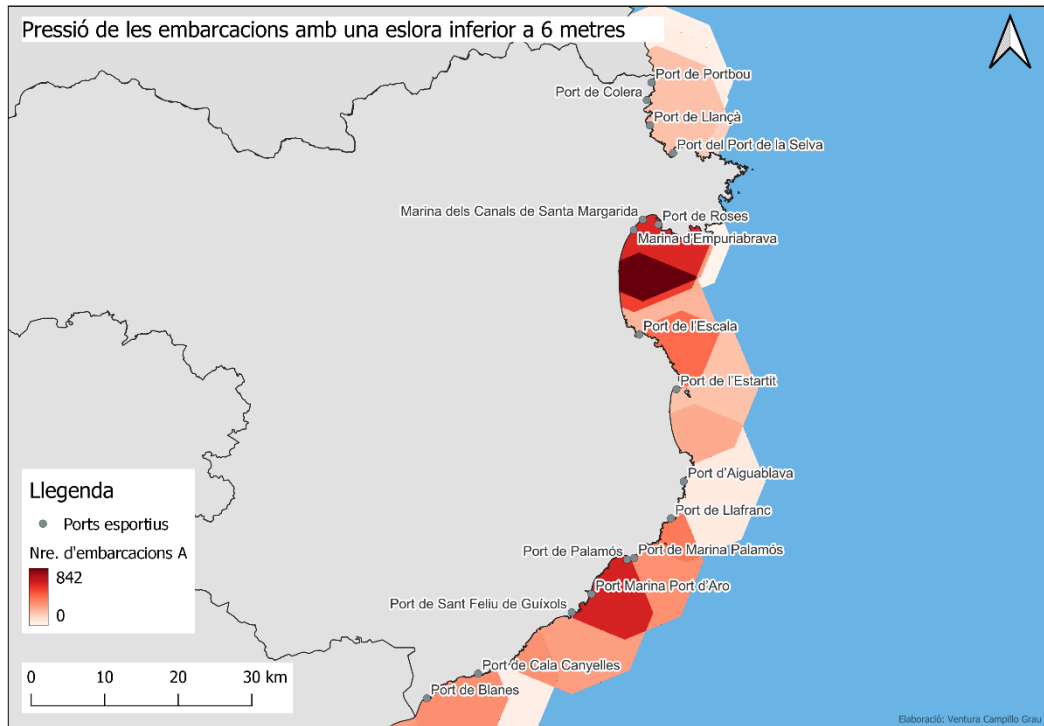 Pressió de les embarcacions amb una eslora inferior a 6 metres
Port de Portbou
Port de Colera
Port de Llançà
Port del Port de la Selva
Marina dels Canals de Santa Margarida
Port de Roses
Marina d'Empuriabrava
Port de l'Escala
Port de l'Estartit
Port d'Aiguablava
Port de Llafranc
Port de Palamós
Port de Marina Palamós
Port Marina Port d'Aro
Port de Sant Feliu de Guíxols
Port de Cala Canyelles
Port de Blanes
Llegenda
Ports esportius
Nre. d'embarcacions A
842
0
0 10 20 30 km
Elaboració: Ventura Campillo Grau